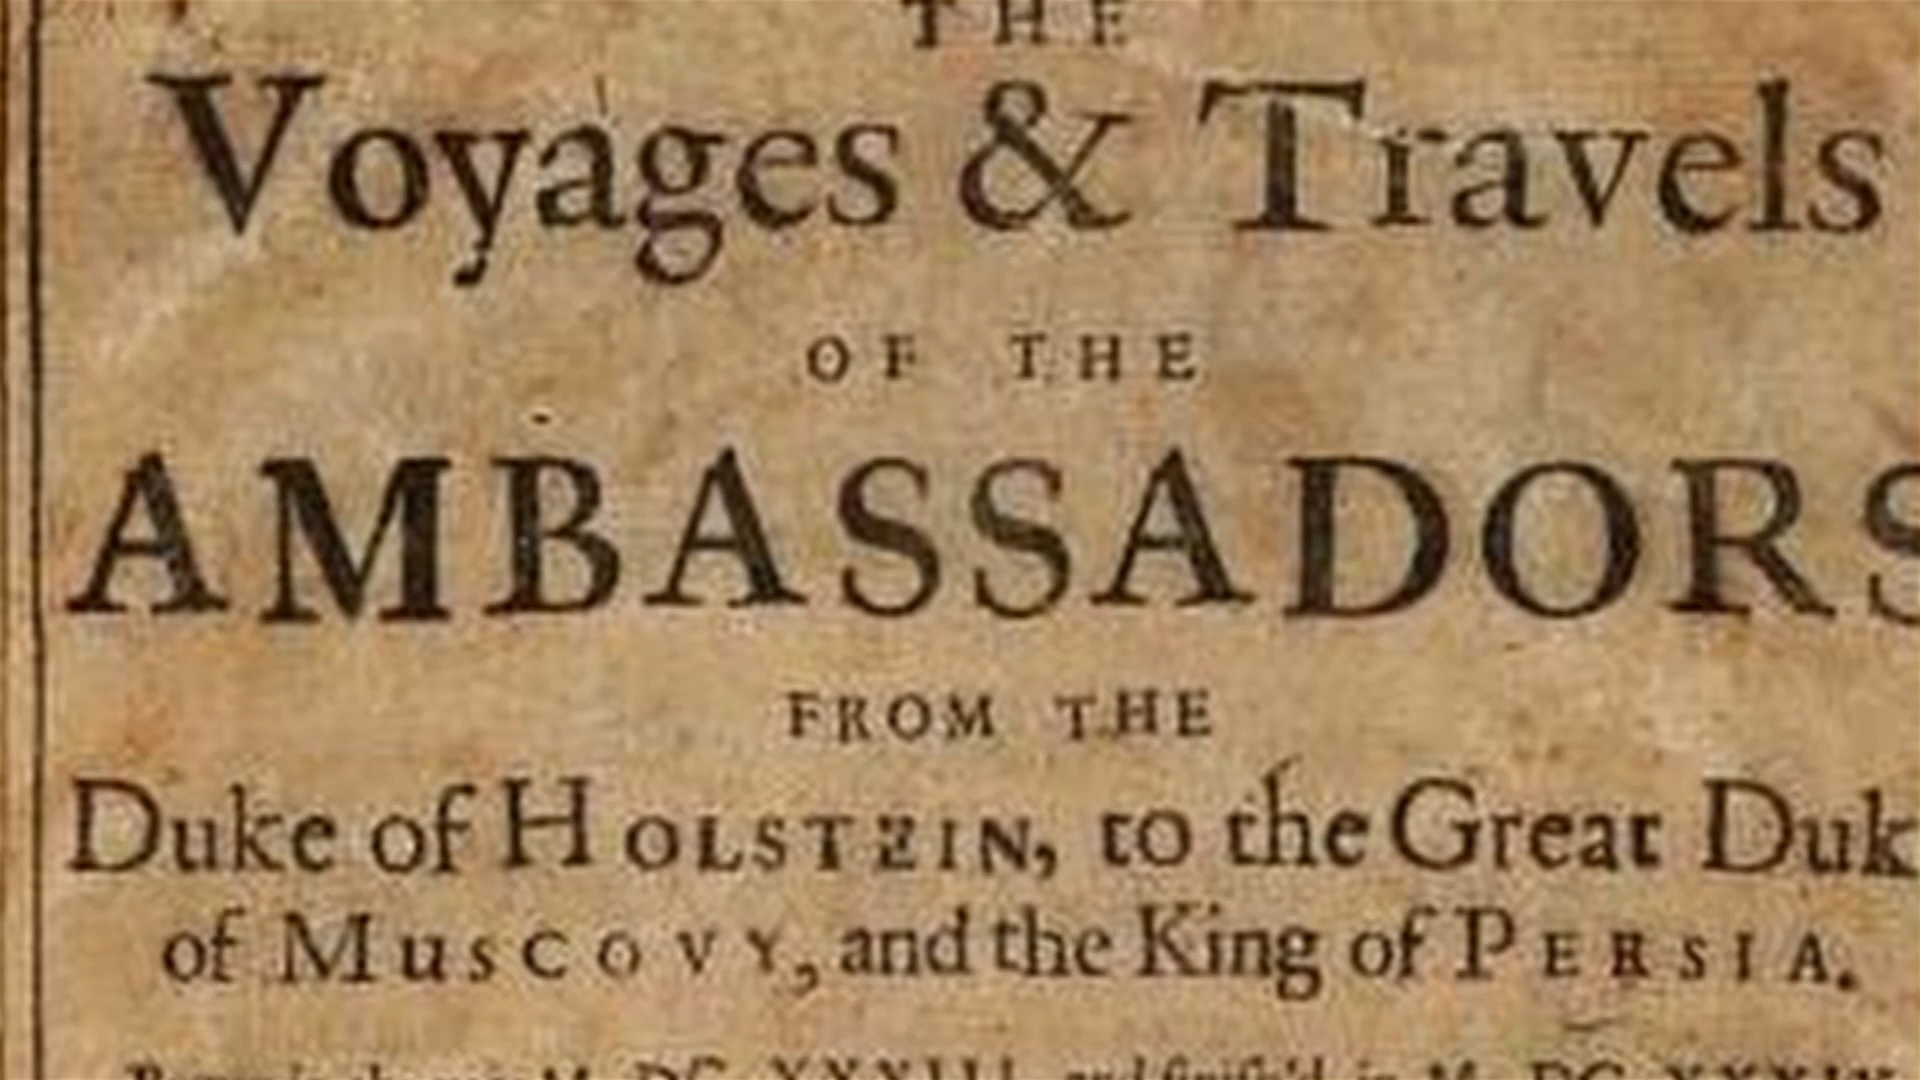 THE
Voyages & Travels
OF THE
AMBASSADORS
FROM THE
Duke of HOLSTEIN, to the Great Duk
of MUSCOVY, and the King of PERSIA.